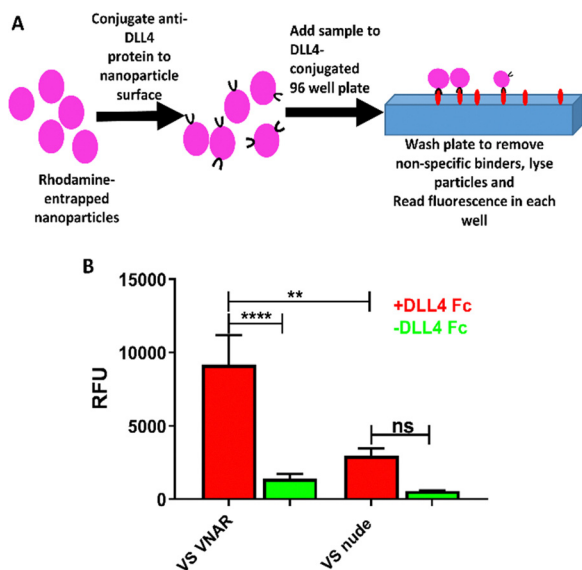 A
Conjugate anti-
DLL4
protein to
nanoparticle
surface
Add sample to
DLL4-
conjugated
96 well plate
Rhodamine-
entrapped
nanoparticles
Wash plate to remove
non-specific binders, lyse
particles and
Read fluorescence in each
well
B
15000
10000
5000
0
RFU
**
****
ns
+DLL4 Fc
-DLL4 Fc
VS VNAR
VS nude